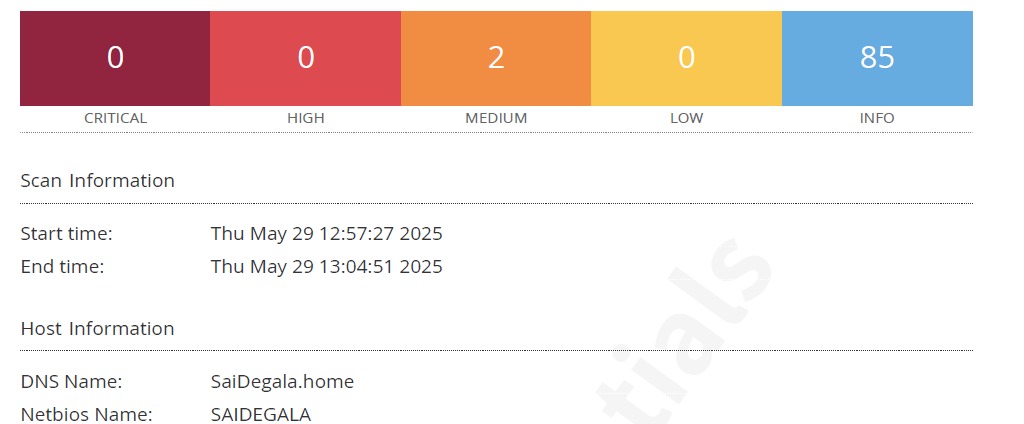 0 0 2 0 85
CRITICAL HIGH MEDIUM LOW INFO
Scan Information
Start time: Thu May 29 12:57:27 2025
End time: Thu May 29 13:04:51 2025
Host Information
DNS Name: SaiDegala.home
Netbios Name: SAIDEGALA
tials